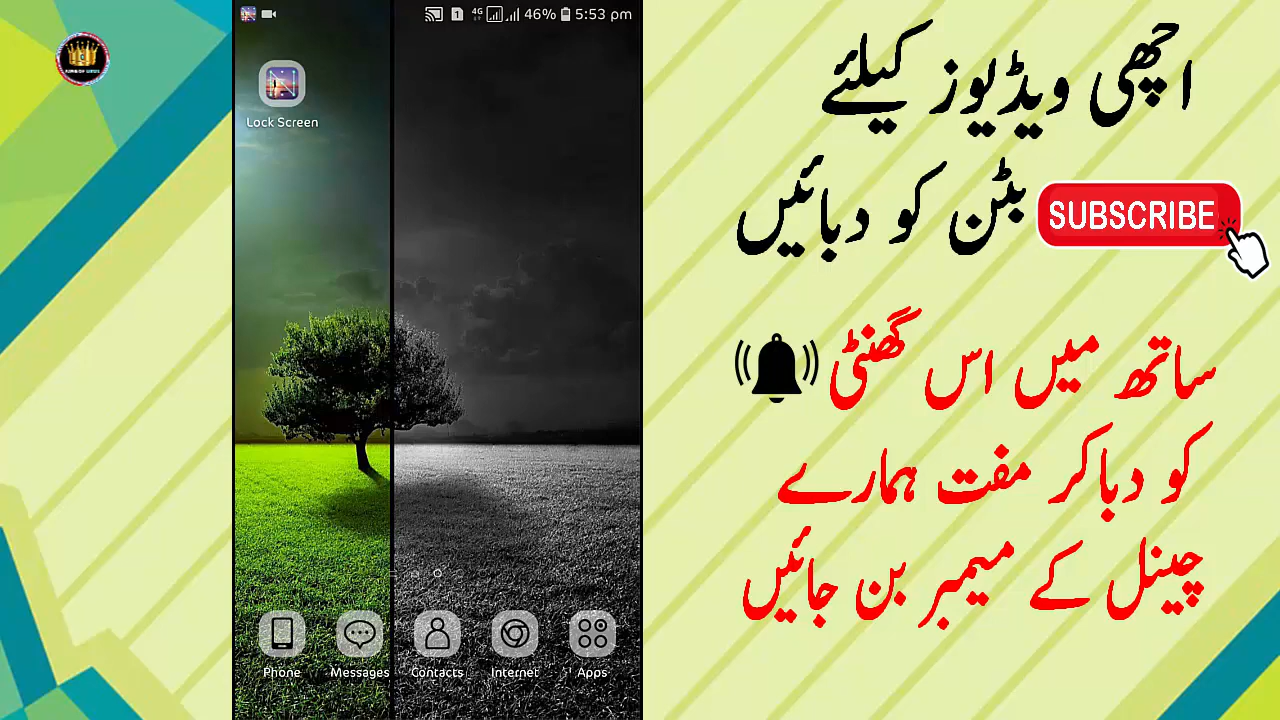 46% 5:53 pm
Lock Screen
Phone Messages Contacts Internet Apps
اچھی ویڈیوز کیلئے
SUBSCRIBE بٹن کو دبائیں
ساتھ میں اس گھنٹی
کو دباکر مفت ہمارے
چینل کے میمبر بن جائیں